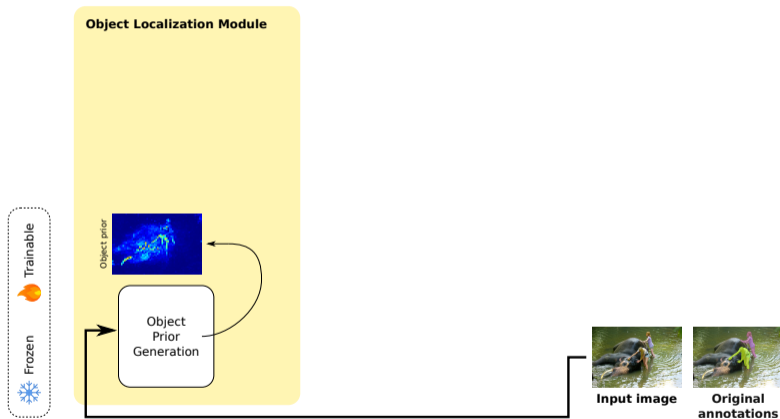 Object Localization Module
Object prior
Object
Prior
Generation
Trainable
Frozen
Input image
Original
annotations